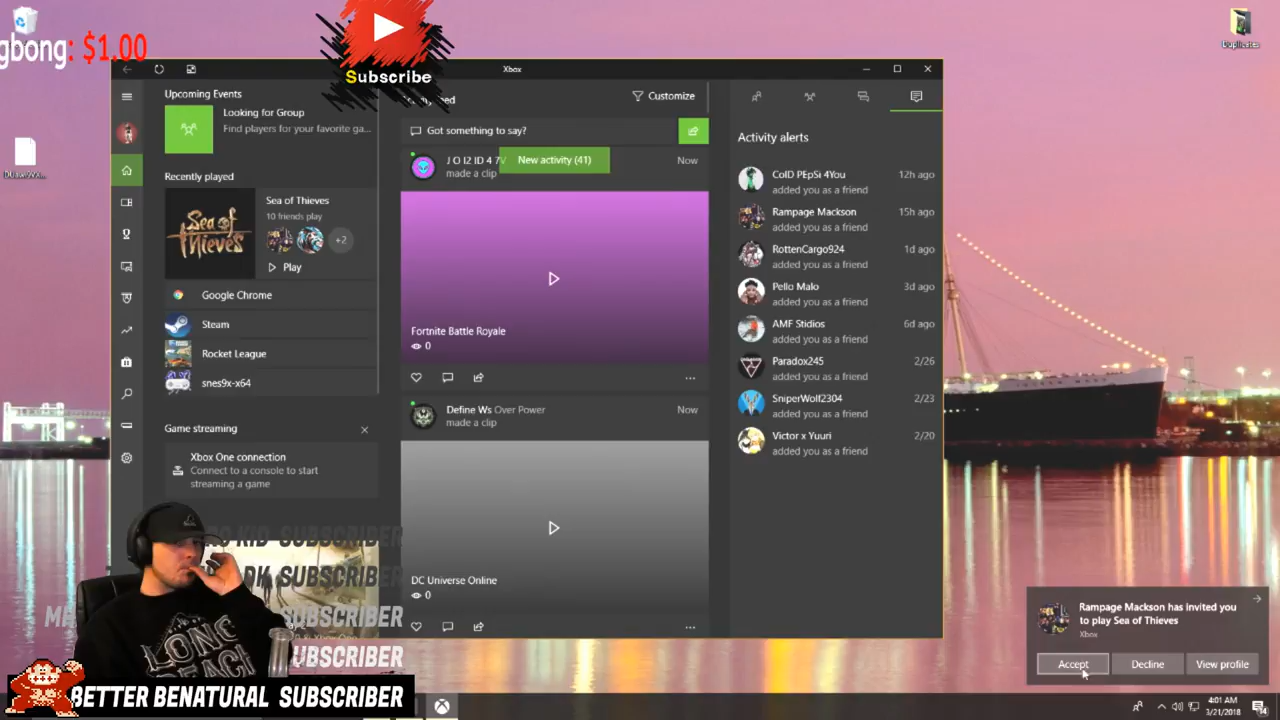 gbong: $1.00
Subscribe
Duplicates
Xbox
Upcoming Events
Looking for Group
Find players for your favorite ga...
Recently played
Sea of Thieves
10 friends play
+2
Play
Sea of Thieves
Google Chrome
Steam
Rocket League
snes9x-x64
Game streaming
Xbox One connection
Connect to a console to start
streaming a game
Customize
Got something to say?
New activity (41)
made a clip
Now
Fortnite Battle Royale
0
Define Ws Over Power
made a clip
Now
DC Universe Online
0
Activity alerts
ColD PEpSi 4You 12h ago
added you as a friend
Rampage Mackson 15h ago
added you as a friend
RottenCargo924 1d ago
added you as a friend
Pello Malo 3d ago
added you as a friend
AMF Stidios 6d ago
added you as a friend
Paradox245 2/26
added you as a friend
SniperWolf2304 2/23
added you as a friend
Victor x Yuuri 2/20
added you as a friend
Rampage Mackson has invited you
to play Sea of Thieves
Xbox
Accept Decline View profile
KID SUBSCRIBER
DK SUBSCRIBER
SUBSCRIBER
UBSCRIBER
BETTER BENATURAL SUBSCRIBER
LONG BEACH
4:01 AM
3/21/2018
14